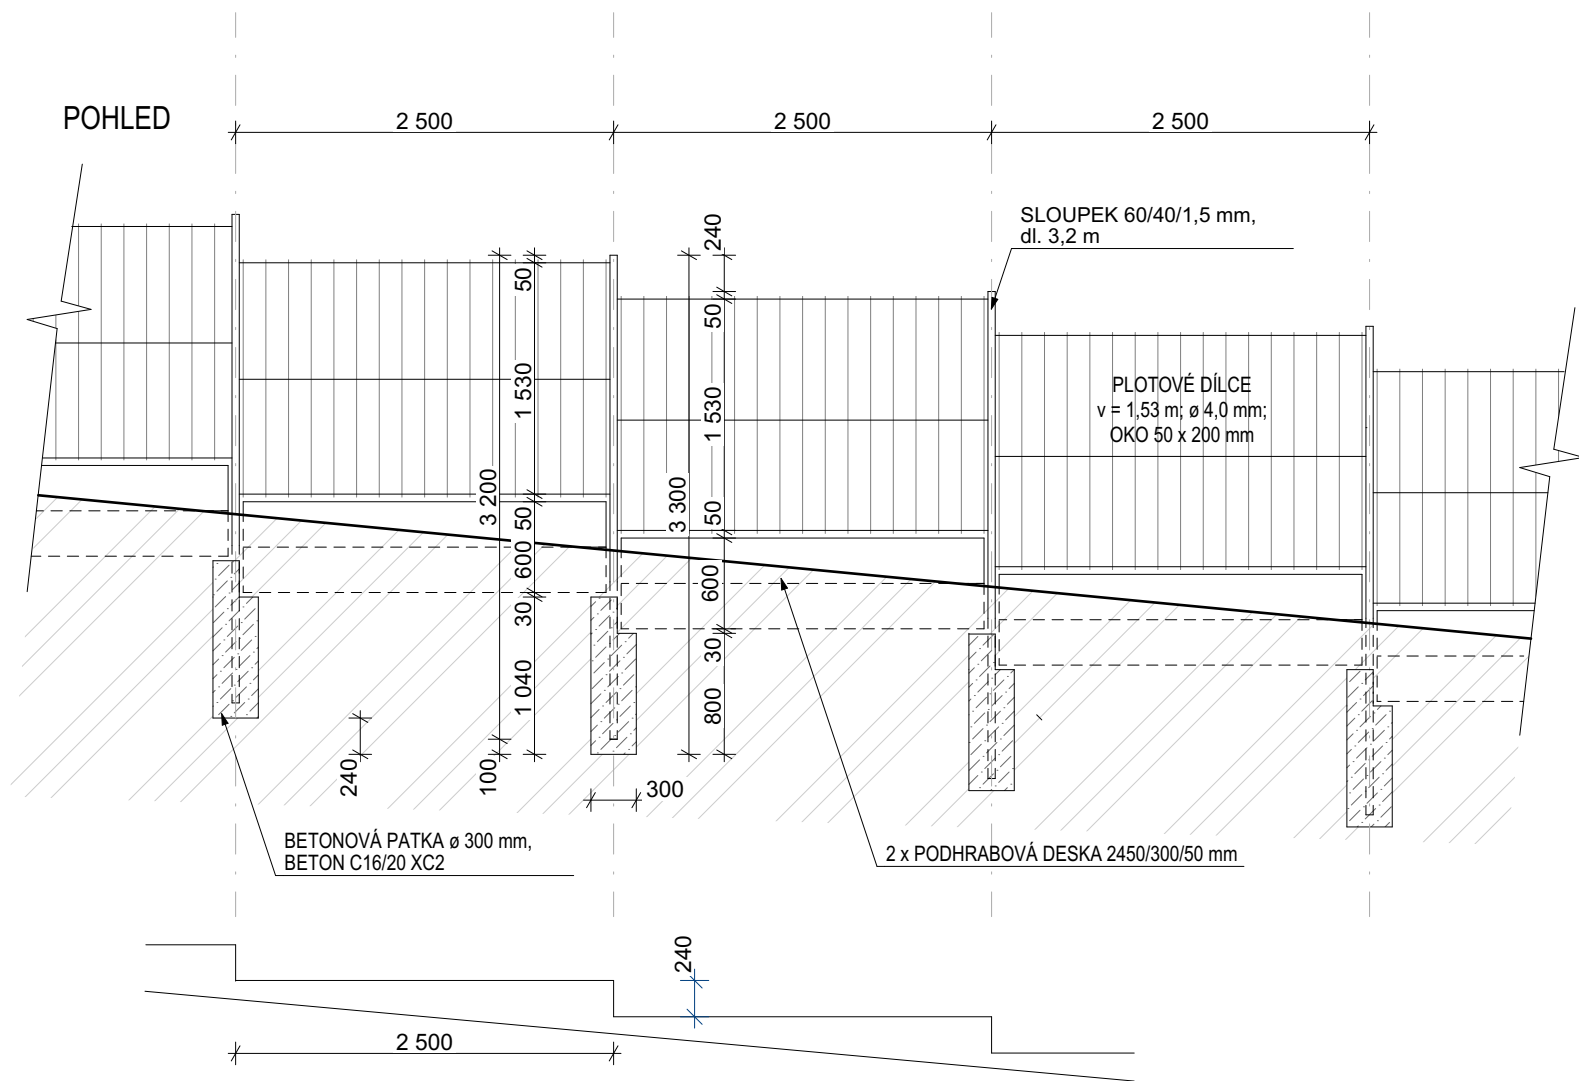 POHLED
2 500
2 500
2 500
SLOUPEK 60/40/1,5 mm,
dl. 3,2 m
240
50
50
1 530
1 530
PLOTOVÉ DÍLCE
v = 1,53 m; ø 4,0 mm;
OKO 50 x 200 mm
3 200
3 300
50
50
600
600
30
30
1 040
800
240
100
300
BETONOVÁ PATKA ø 300 mm,
BETON C16/20 XC2
2 x PODHRABOVÁ DESKA 2450/300/50 mm
240
2 500